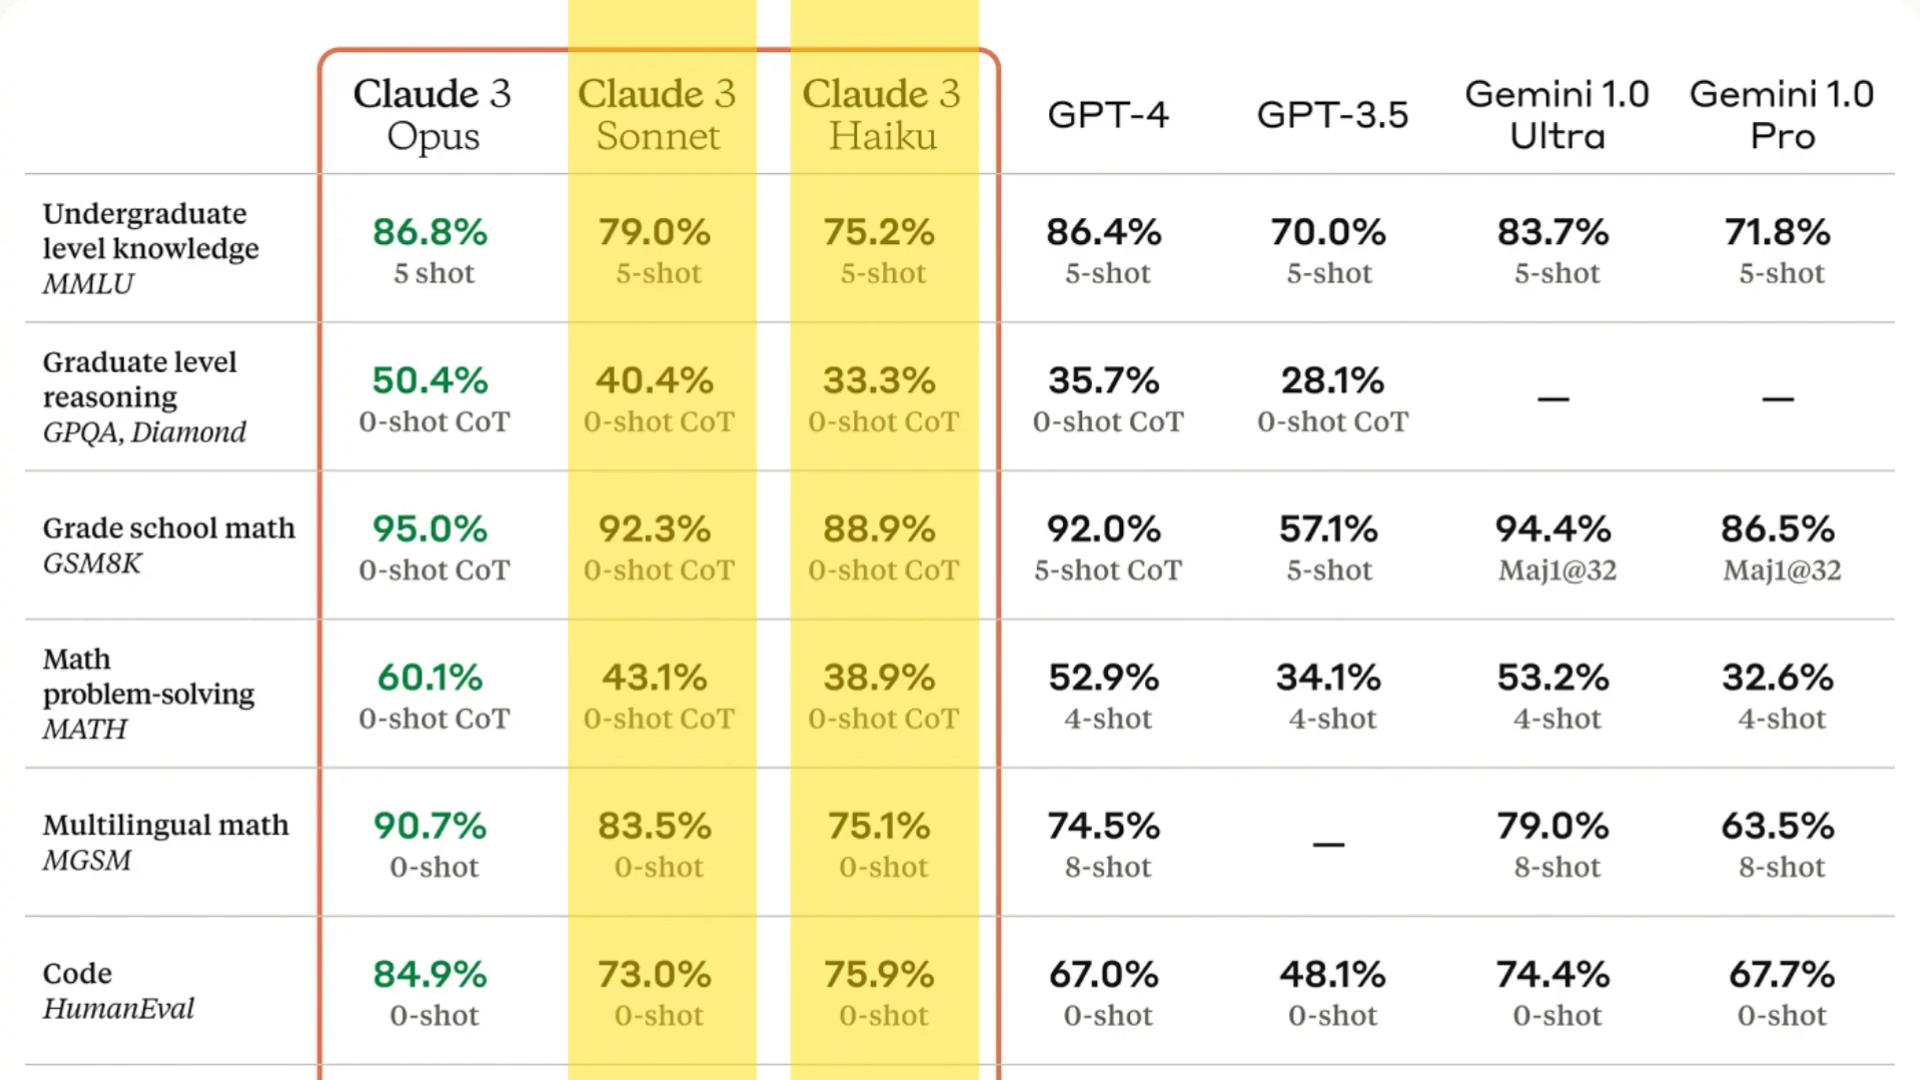 Claude 3
Opus
Claude 3
Sonnet
Claude 3
Haiku
GPT-4
GPT-3.5
Gemini 1.0
Ultra
Gemini 1.0
Pro
Undergraduate
level knowledge
MMLU
86.8%
5 shot
79.0%
5-shot
75.2%
5-shot
86.4%
5-shot
70.0%
5-shot
83.7%
5-shot
71.8%
5-shot
Graduate level
reasoning
GPQA, Diamond
50.4%
0-shot CoT
40.4%
0-shot CoT
33.3%
0-shot CoT
35.7%
0-shot CoT
28.1%
0-shot CoT
—
—
Grade school math
GSM8K
95.0%
0-shot CoT
92.3%
0-shot CoT
88.9%
0-shot CoT
92.0%
5-shot CoT
57.1%
5-shot
94.4%
Maj1@32
86.5%
Maj1@32
Math
problem-solving
MATH
60.1%
0-shot CoT
43.1%
0-shot CoT
38.9%
0-shot CoT
52.9%
4-shot
34.1%
4-shot
53.2%
4-shot
32.6%
4-shot
Multilingual math
MGSM
90.7%
0-shot
83.5%
0-shot
75.1%
0-shot
74.5%
8-shot
—
79.0%
8-shot
63.5%
8-shot
Code
HumanEval
84.9%
0-shot
73.0%
0-shot
75.9%
0-shot
67.0%
0-shot
48.1%
0-shot
74.4%
0-shot
67.7%
0-shot